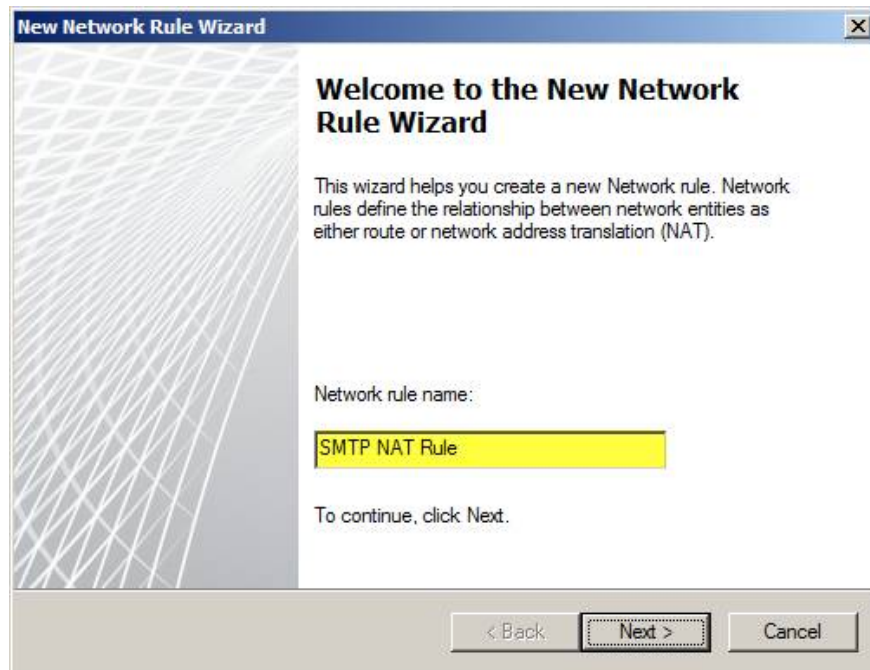 New Network Rule Wizard
Welcome to the New Network
Rule Wizard
This wizard helps you create a new Network rule. Network
rules define the relationship between network entities as
either route or network address translation (NAT).
Network rule name:
SMTP NAT Rule
To continue, click Next.
< Back
Next >
Cancel